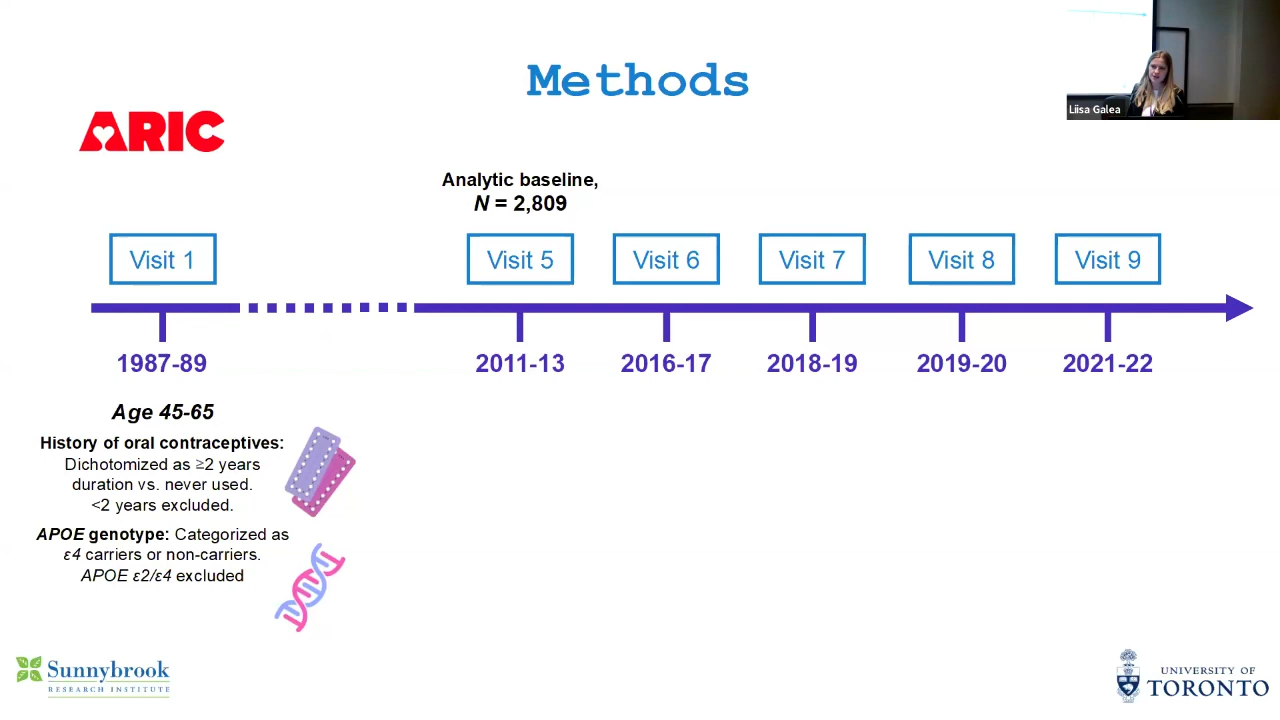 Methods
Liisa Galea
ARIC
Analytic baseline,
N = 2,809
Visit 1
Visit 5
Visit 6
Visit 7
Visit 8
Visit 9
1987-89
2011-13
2016-17
2018-19
2019-20
2021-22
Age 45-65
History of oral contraceptives:
Dichotomized as ≥2 years
duration vs. never used.
<2 years excluded.
APOE genotype: Categorized as
ε4 carriers or non-carriers.
APOE ε2/ε4 excluded
Sunnybrook
RESEARCH INSTITUTE
UNIVERSITY OF
TORONTO